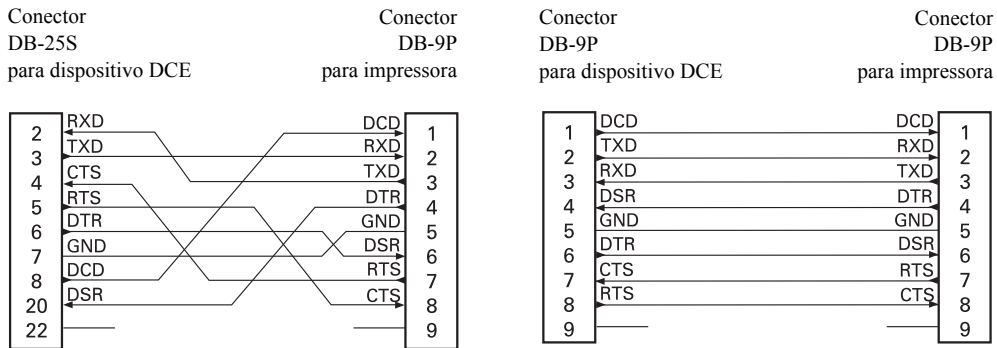 Conector
DB-25S
para dispositivo DCE
Conector
DB-9P
para impressora
2 RXD DCD 1
3 TXD RXD 2
4 CTS TXD 3
5 RTS DTR 4
6 DTR GND 5
7 GND DSR 6
8 DCD RTS 7
20 DSR CTS 8
22 9
Conector
DB-9P
para dispositivo DCE
Conector
DB-9P
para impressora
1 DCD DCD 1
2 TXD RXD 2
3 RXD TXD 3
4 DSR DTR 4
5 GND GND 5
6 DTR DSR 6
7 CTS RTS 7
8 RTS CTS 8
9 9